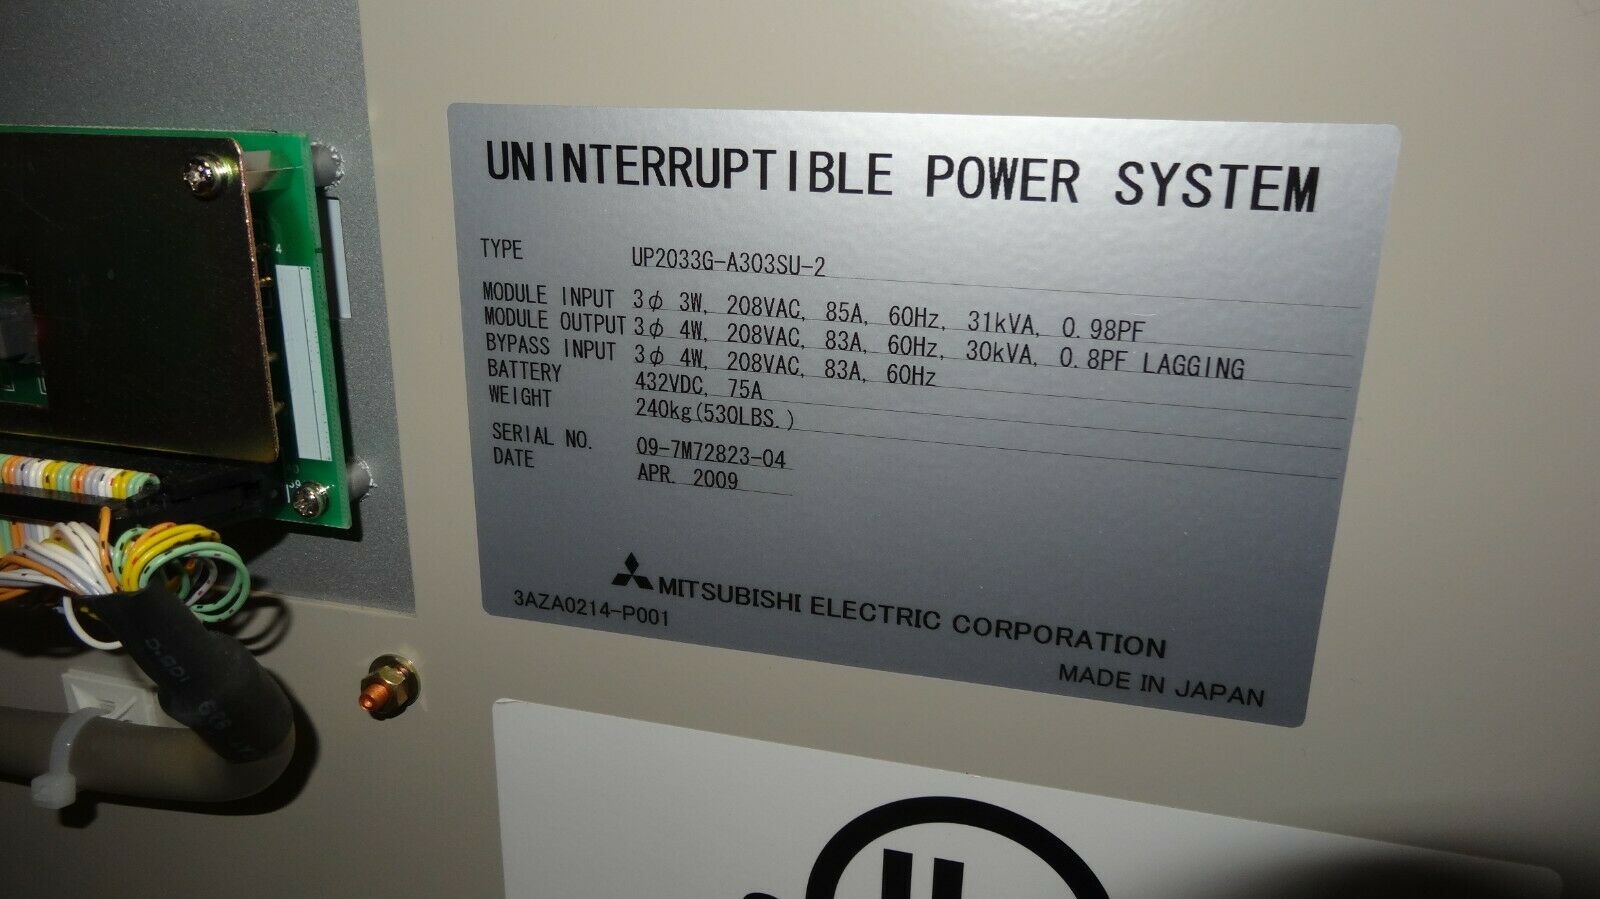 UNINTERRUPTIBLE POWER SYSTEM
TYPE UP2033G-A303SU-2
MODULE INPUT 3φ 3W, 208VAC, 85A, 60Hz, 31kVA, 0.98PF
MODULE OUTPUT 3φ 4W, 208VAC, 83A, 60Hz, 30kVA, 0.8PF LAGGING
BYPASS INPUT 3φ 4W, 208VAC, 83A, 60Hz
BATTERY 432VDC, 75A
WEIGHT 240kg(530LBS.)
SERIAL NO. 09-7M72823-04
DATE APR. 2009
MITSUBISHI ELECTRIC CORPORATION
3AZA0214-P001
MADE IN JAPAN
4